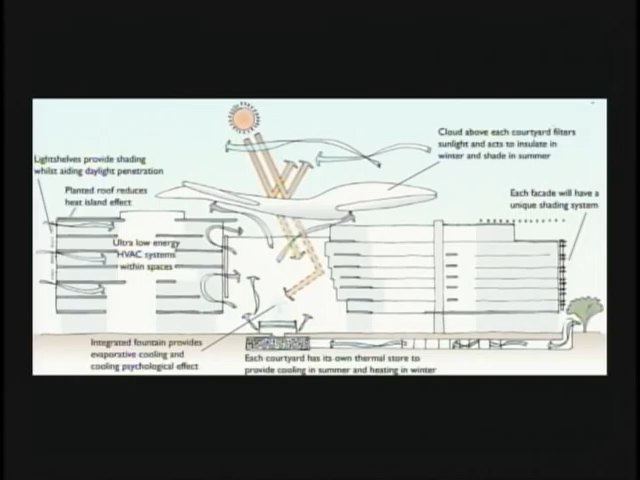 Cloud above each courtyard filters
sunlight and acts to insulate in
winter and shade in summer
Lightshelves provide shading
whilst aiding daylight penetration
Planted roof reduces
heat island effect
Each facade will have a
unique shading system
Ultra low energy
HVAC systems
within spaces
Integrated fountain provides
evaporative cooling and
cooling psychological effect
Each courtyard has its own thermal store to
provide cooling in summer and heating in winter